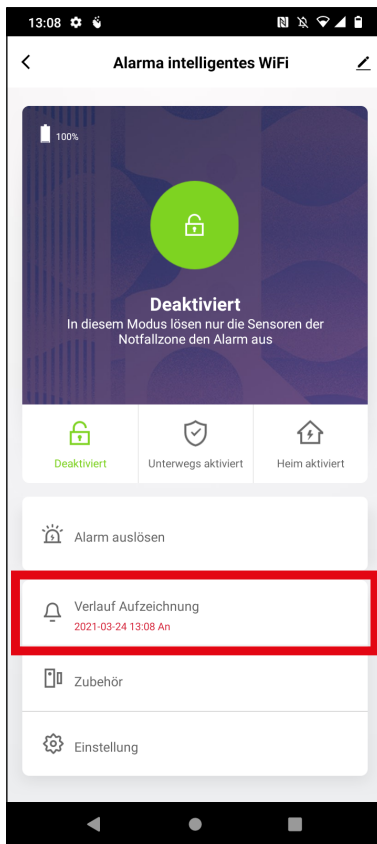 13:08
Alarma intelligentes WiFi
100%
Deaktiviert
In diesem Modus lösen nur die Sensoren der
Notfallzone den Alarm aus
Deaktiviert
Unterwegs aktiviert
Heim aktiviert
Alarm auslösen
Verlauf Aufzeichnung
2021-03-24 13:08 An
Zubehör
Einstellung